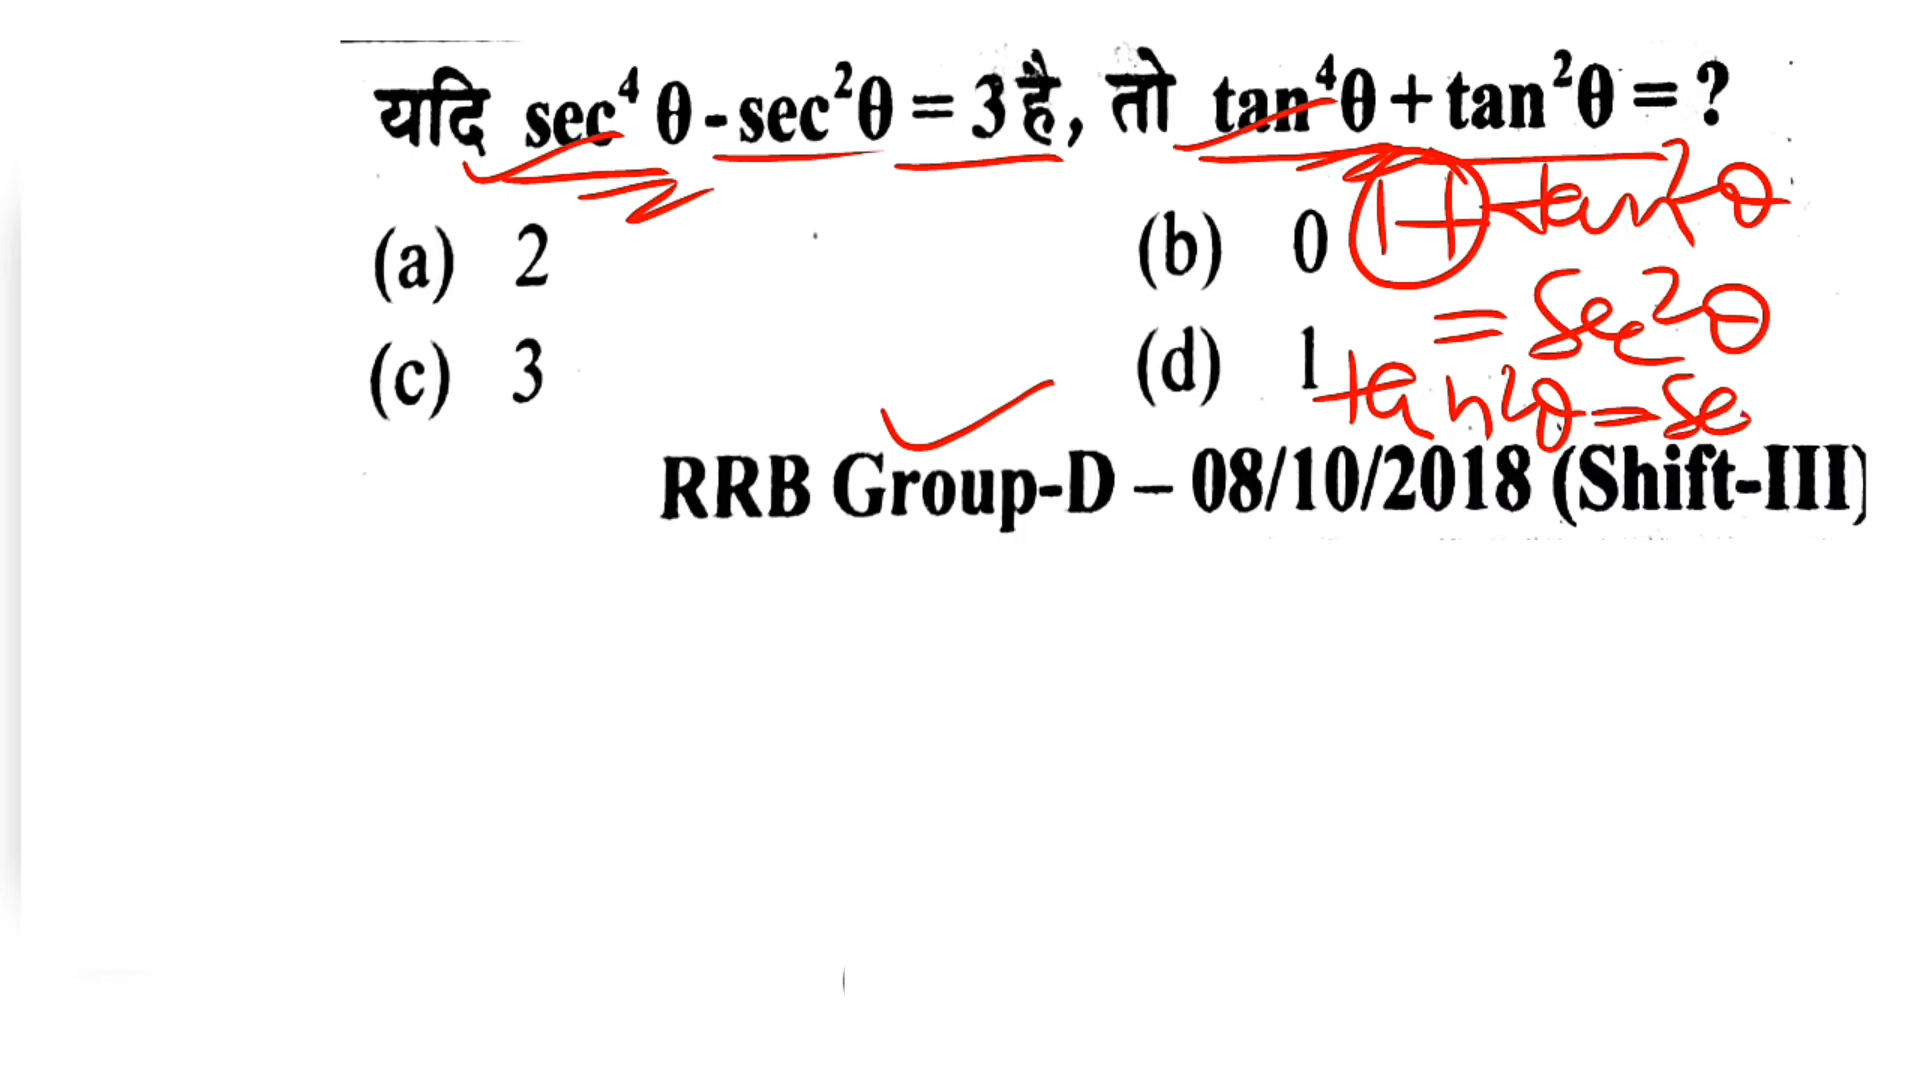 यदि sec⁴ θ - sec²θ = 3 है, तो tan⁴θ + tan²θ = ?
1 + tan²θ
(a) 2 (b) 0
= sec²θ
(c) 3 (d) 1
tan²θ = se
RRB Group-D – 08/10/2018 (Shift-III)